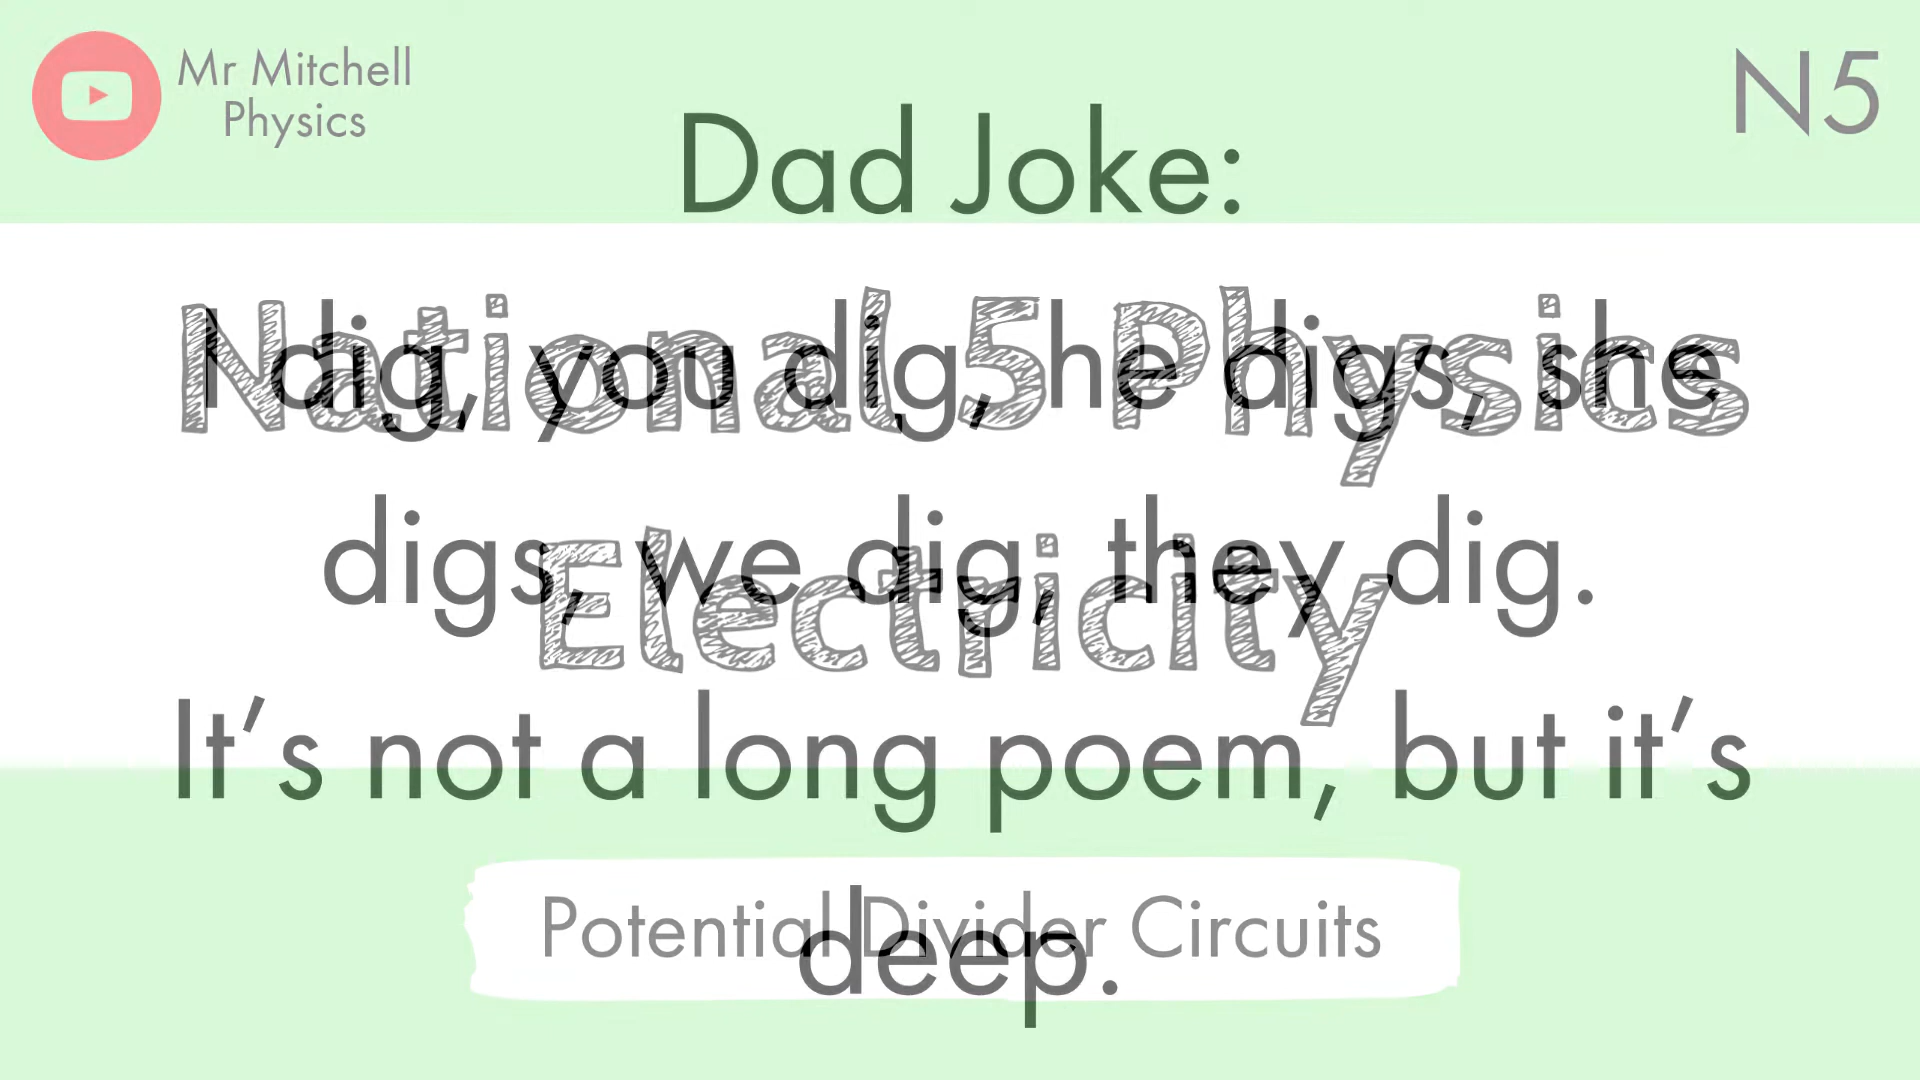 Mr Mitchell
Physics
N5
Dad Joke:
I dig, you dig, he digs, she
digs, we dig, they dig.
It’s not a long poem, but it’s
deep.
National 5 Physics
Electricity
Potential Divider Circuits